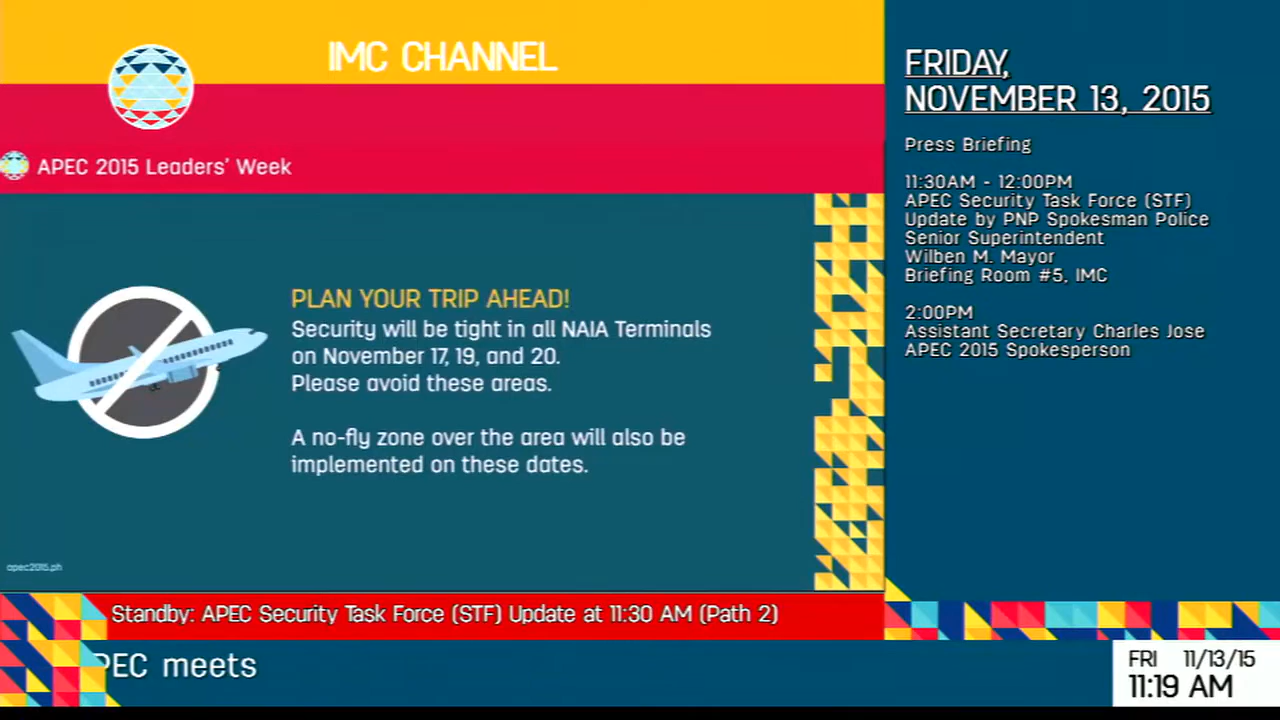 IMC CHANNEL
APEC 2015 Leaders' Week
PLAN YOUR TRIP AHEAD!
Security will be tight in all NAIA Terminals
on November 17, 19, and 20.
Please avoid these areas.
A no-fly zone over the area will also be
implemented on these dates.
apec2015.ph
FRIDAY,
NOVEMBER 13, 2015
Press Briefing
11:30AM - 12:00PM
APEC Security Task Force (STF)
Update by PNP Spokesman Police
Senior Superintendent
Wilben M. Mayor
Briefing Room #5, IMC
2:00PM
Assistant Secretary Charles Jose
APEC 2015 Spokesperson
Standby: APEC Security Task Force (STF) Update at 11:30 AM (Path 2)
PEC meets
FRI 11/13/15
11:19 AM